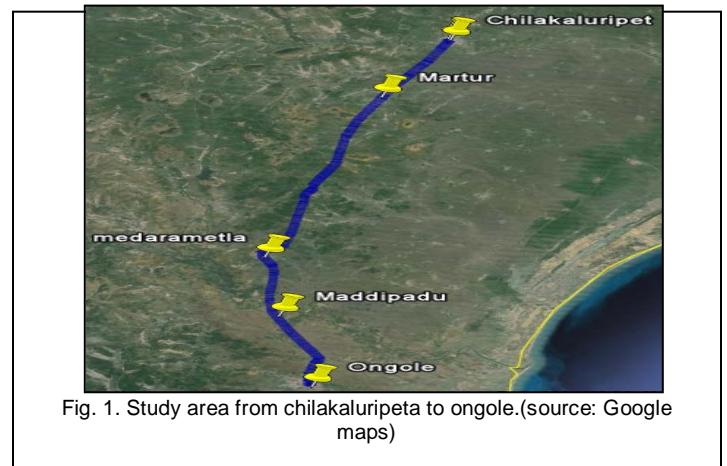 Chilakaluripet
Martur
medarametla
Maddipadu
Ongole
Fig. 1. Study area from chilakaluripeta to ongole.(source: Google
maps)